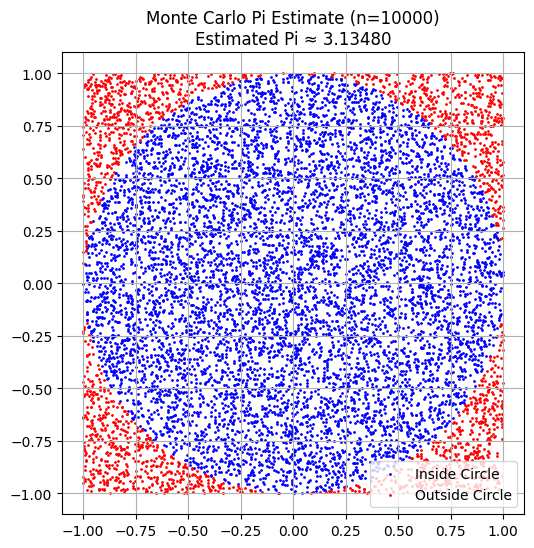 Monte Carlo Pi Estimate (n=10000)
Estimated Pi ≈ 3.13480
1.00
0.75
0.50
0.25
0.00
−0.25
−0.50
−0.75
−1.00
Inside Circle
Outside Circle
−1.00 −0.75 −0.50 −0.25 0.00 0.25 0.50 0.75 1.00